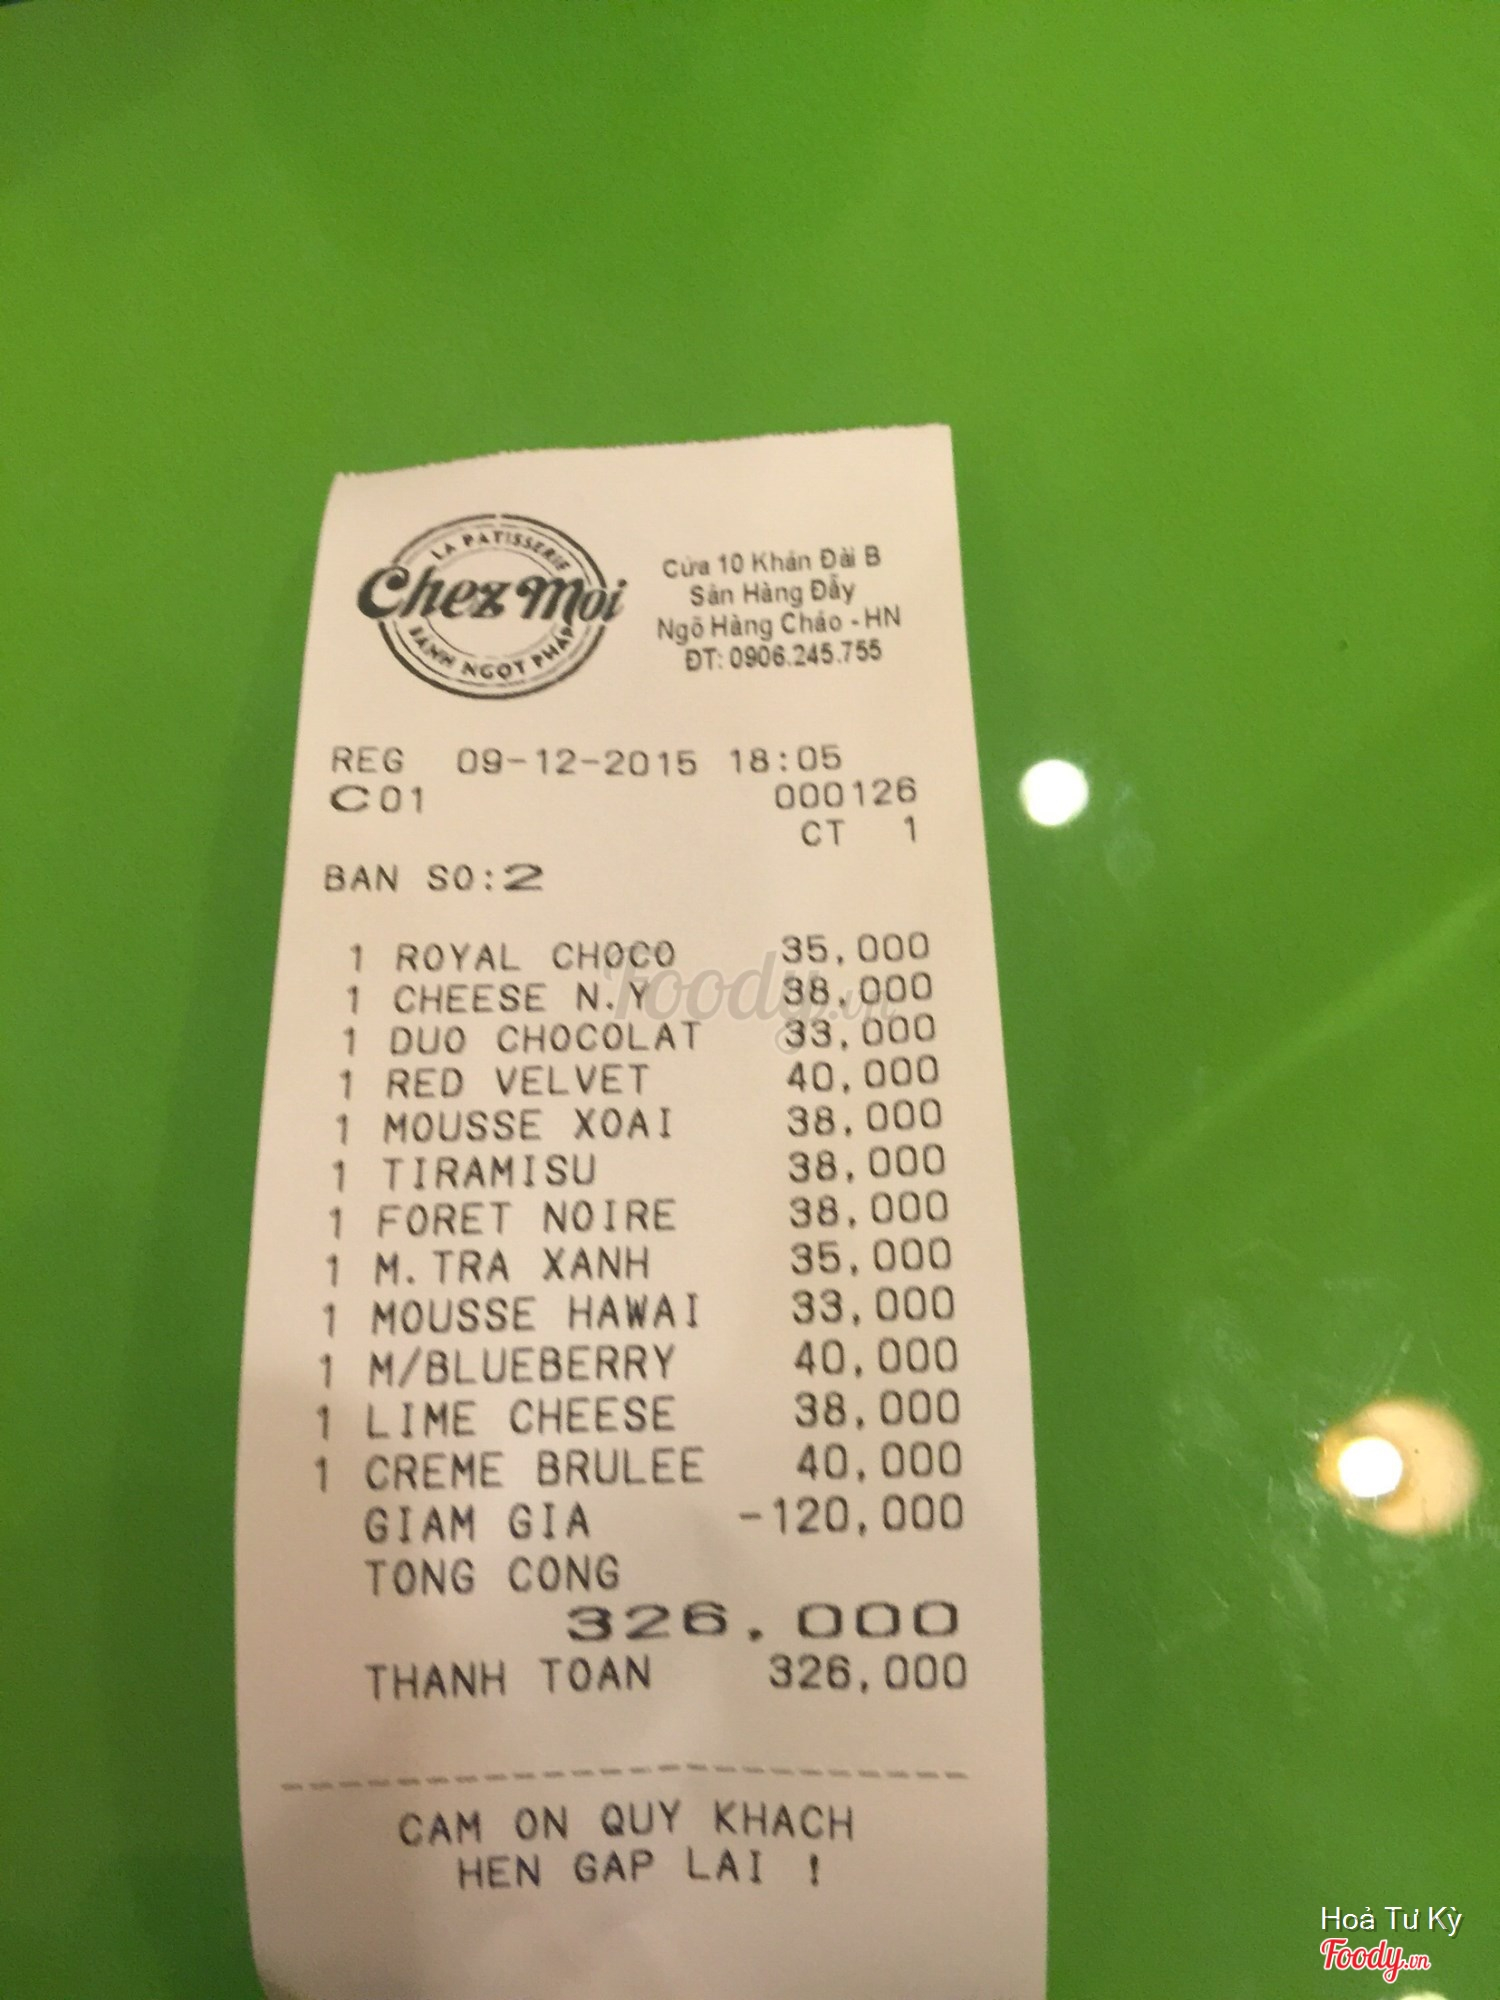 LA PATISSERIE
Chez Moi
BÁNH NGỌT PHÁP
Cửa 10 Khán Đài B
Sân Hàng Đẫy
Ngõ Hàng Cháo - HN
ĐT: 0906.245.755
REG 09-12-2015 18:05
C01 000126
CT 1
BAN SO:2
1 ROYAL CHOCO 35,000
1 CHEESE N.Y 38,000
1 DUO CHOCOLAT 33,000
1 RED VELVET 40,000
1 MOUSSE XOAI 38,000
1 TIRAMISU 38,000
1 FORET NOIRE 38,000
1 M.TRA XANH 35,000
1 MOUSSE HAWAI 33,000
1 M/BLUEBERRY 40,000
1 LIME CHEESE 38,000
1 CREME BRULEE 40,000
GIAM GIA -120,000
TONG CONG
326.000
THANH TOAN 326,000
CAM ON QUY KHACH
HEN GAP LAI !
Foody.vn
Hoả Tư Kỳ
Foody.vn